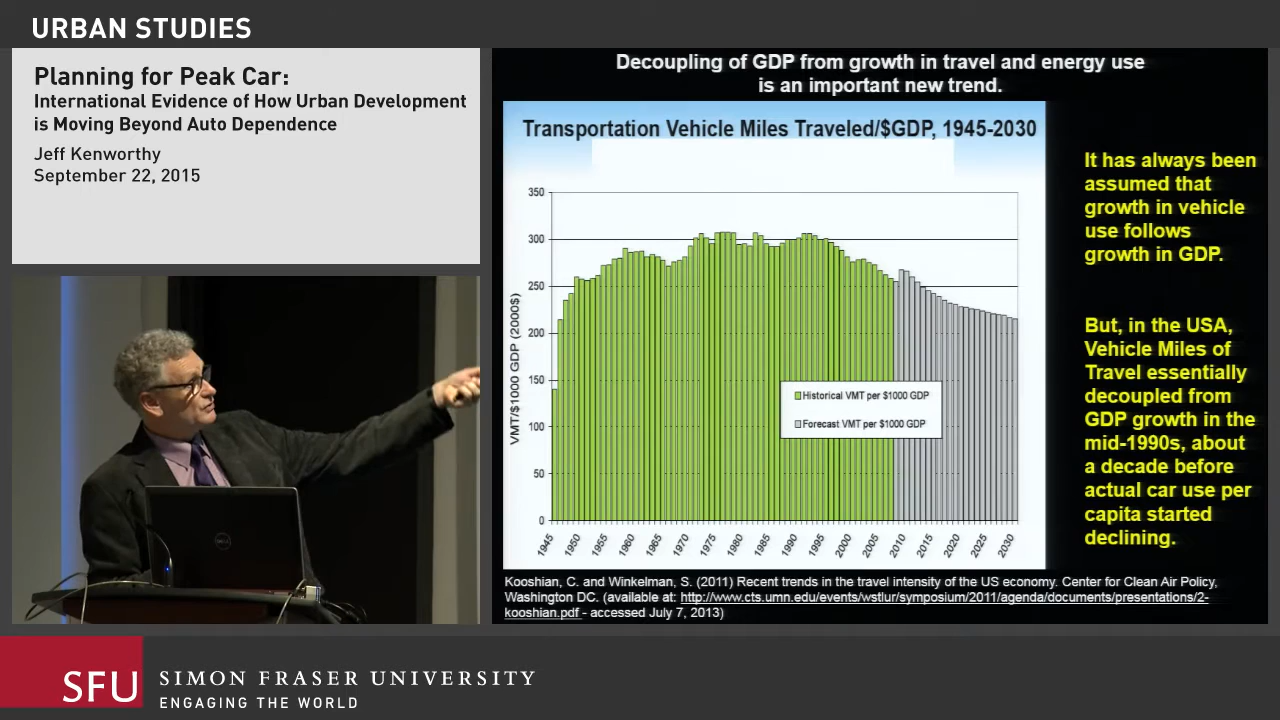 URBAN STUDIES
Planning for Peak Car:
International Evidence of How Urban Development
is Moving Beyond Auto Dependence
Jeff Kenworthy
September 22, 2015
Decoupling of GDP from growth in travel and energy use
is an important new trend.
Transportation Vehicle Miles Traveled/$GDP, 1945-2030
VMT/$1000 GDP (2000$)
350
300
250
200
150
100
50
0
1945
1950
1955
1960
1965
1970
1975
1980
1985
1990
1995
2000
2005
2010
2015
2020
2025
2030
Historical VMT per $1000 GDP
Forecast VMT per $1000 GDP
It has always been
assumed that
growth in vehicle
use follows
growth in GDP.
But, in the USA,
Vehicle Miles of
Travel essentially
decoupled from
GDP growth in the
mid-1990s, about
a decade before
actual car use per
capita started
declining.
Kooshian, C. and Winkelman, S. (2011) Recent trends in the travel intensity of the US economy. Center for Clean Air Policy,
Washington DC. (available at: http://www.cts.umn.edu/events/wstlur/symposium/2011/agenda/documents/presentations/2-
kooshian.pdf - accessed July 7, 2013)
SFU
SIMON FRASER UNIVERSITY
ENGAGING THE WORLD